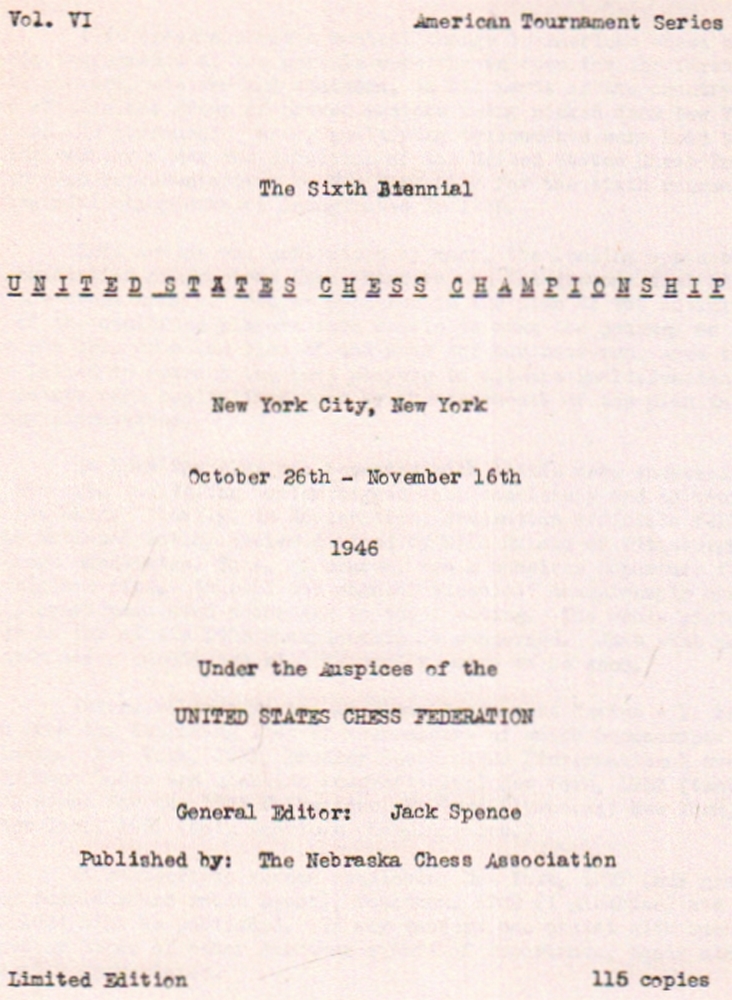 Vol. VI American Tournament Series
The Sixth Biennial
UNITED STATES CHESS CHAMPIONSHIP
New York City, New York
October 26th - November 16th
1946
Under the Auspices of the
UNITED STATES CHESS FEDERATION
General Editor: Jack Spence
Published by: The Nebraska Chess Association
Limited Edition 115 copies